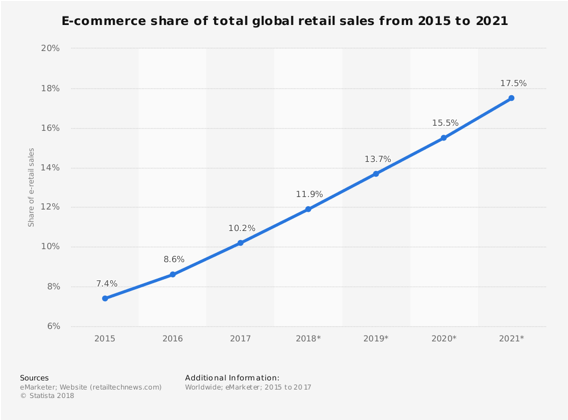 E-commerce share of total global retail sales from 2015 to 2021
20%
18%
16%
14%
12%
10%
8%
6%
Share of e-retail sales
7.4%
8.6%
10.2%
11.9%
13.7%
15.5%
17.5%
2015 2016 2017 2018* 2019* 2020* 2021*
Sources
eMarketer; Website (retailtechnews.com)
© Statista 2018
Additional Information:
Worldwide; eMarketer; 2015 to 2017